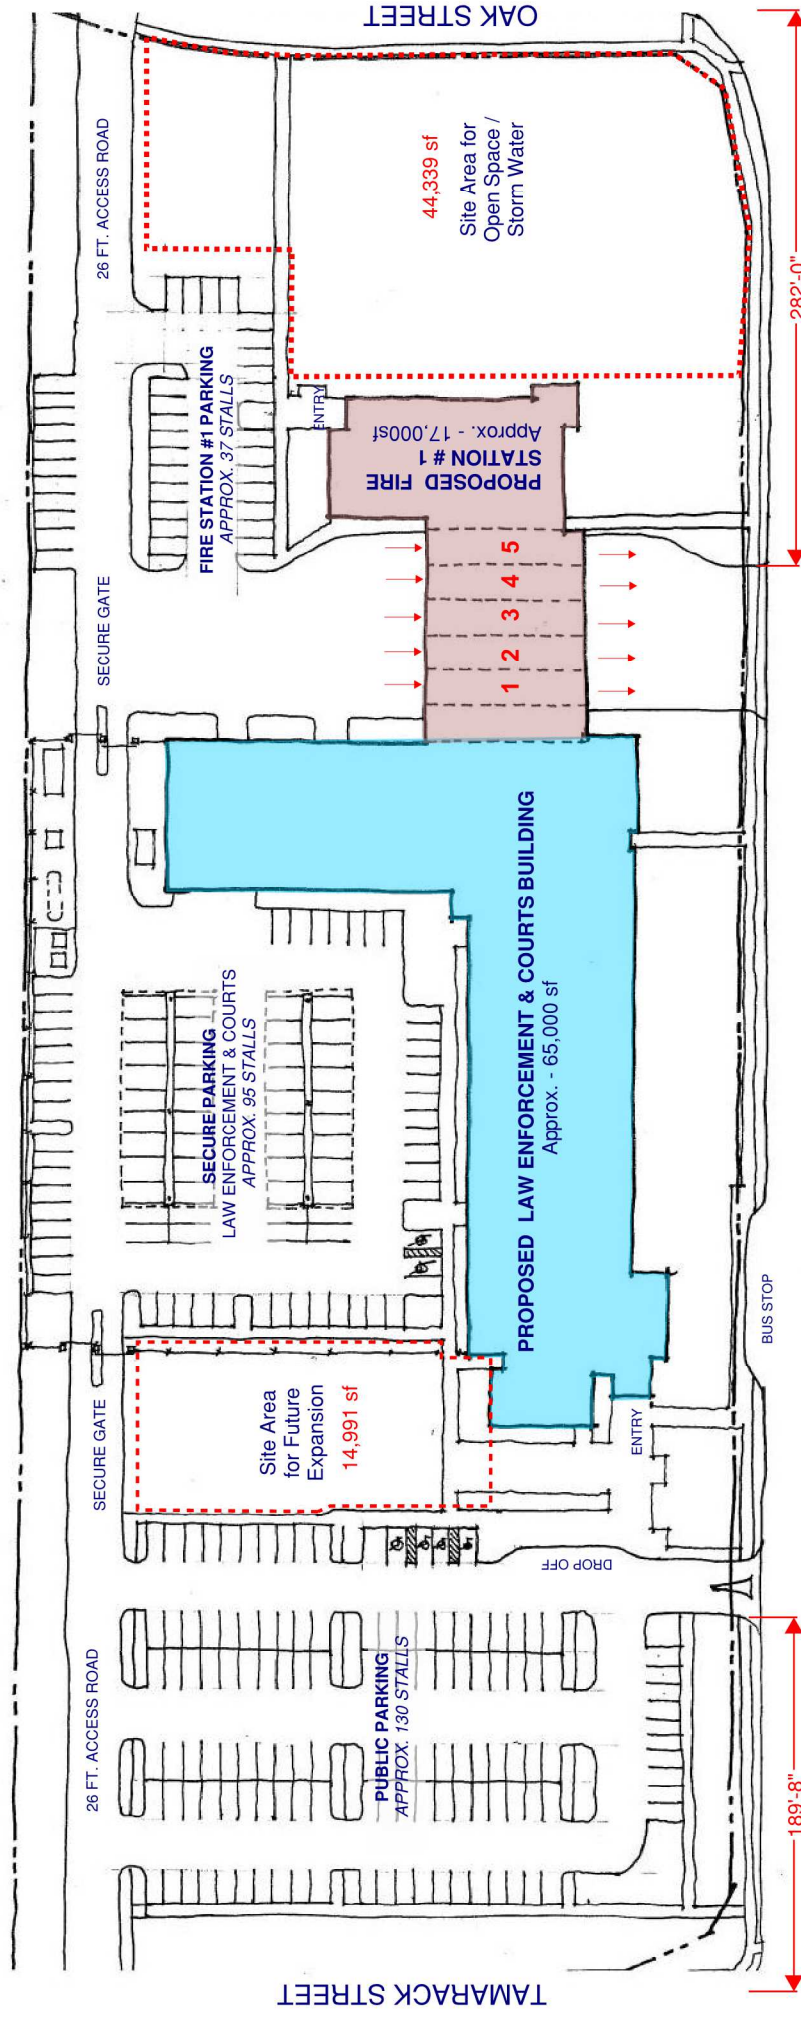 OAK STREET
26 FT. ACCESS ROAD
44,339 sf
Site Area for
Open Space /
Storm Water
282'-0"
FIRE STATION #1 PARKING
APPROX. 37 STALLS
ENTRY
PROPOSED FIRE
STATION # 1
Approx. - 17,000sf
SECURE GATE
1 2 3 4 5
PROPOSED LAW ENFORCEMENT & COURTS BUILDING
Approx. - 65,000 sf
SECURE PARKING
LAW ENFORCEMENT & COURTS
APPROX. 95 STALLS
BUS STOP
Site Area
for Future
Expansion
14,991 sf
SECURE GATE
ENTRY
DROP OFF
26 FT. ACCESS ROAD
PUBLIC PARKING
APPROX. 130 STALLS
189'-8"
TAMARACK STREET